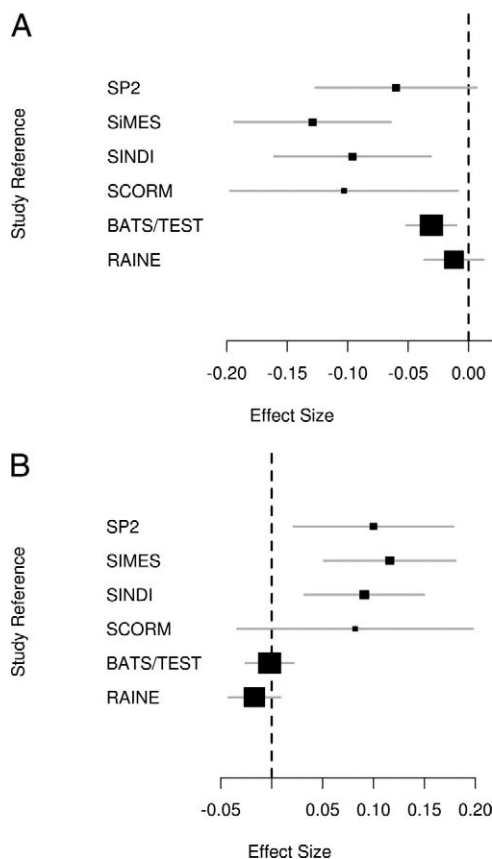 A
Study Reference
SP2
SiMES
SINDI
SCORM
BATS/TEST
RAINE
-0.20 -0.15 -0.10 -0.05 0.00
Effect Size
B
Study Reference
SP2
SIMES
SINDI
SCORM
BATS/TEST
RAINE
-0.05 0.05 0.10 0.15 0.20
Effect Size